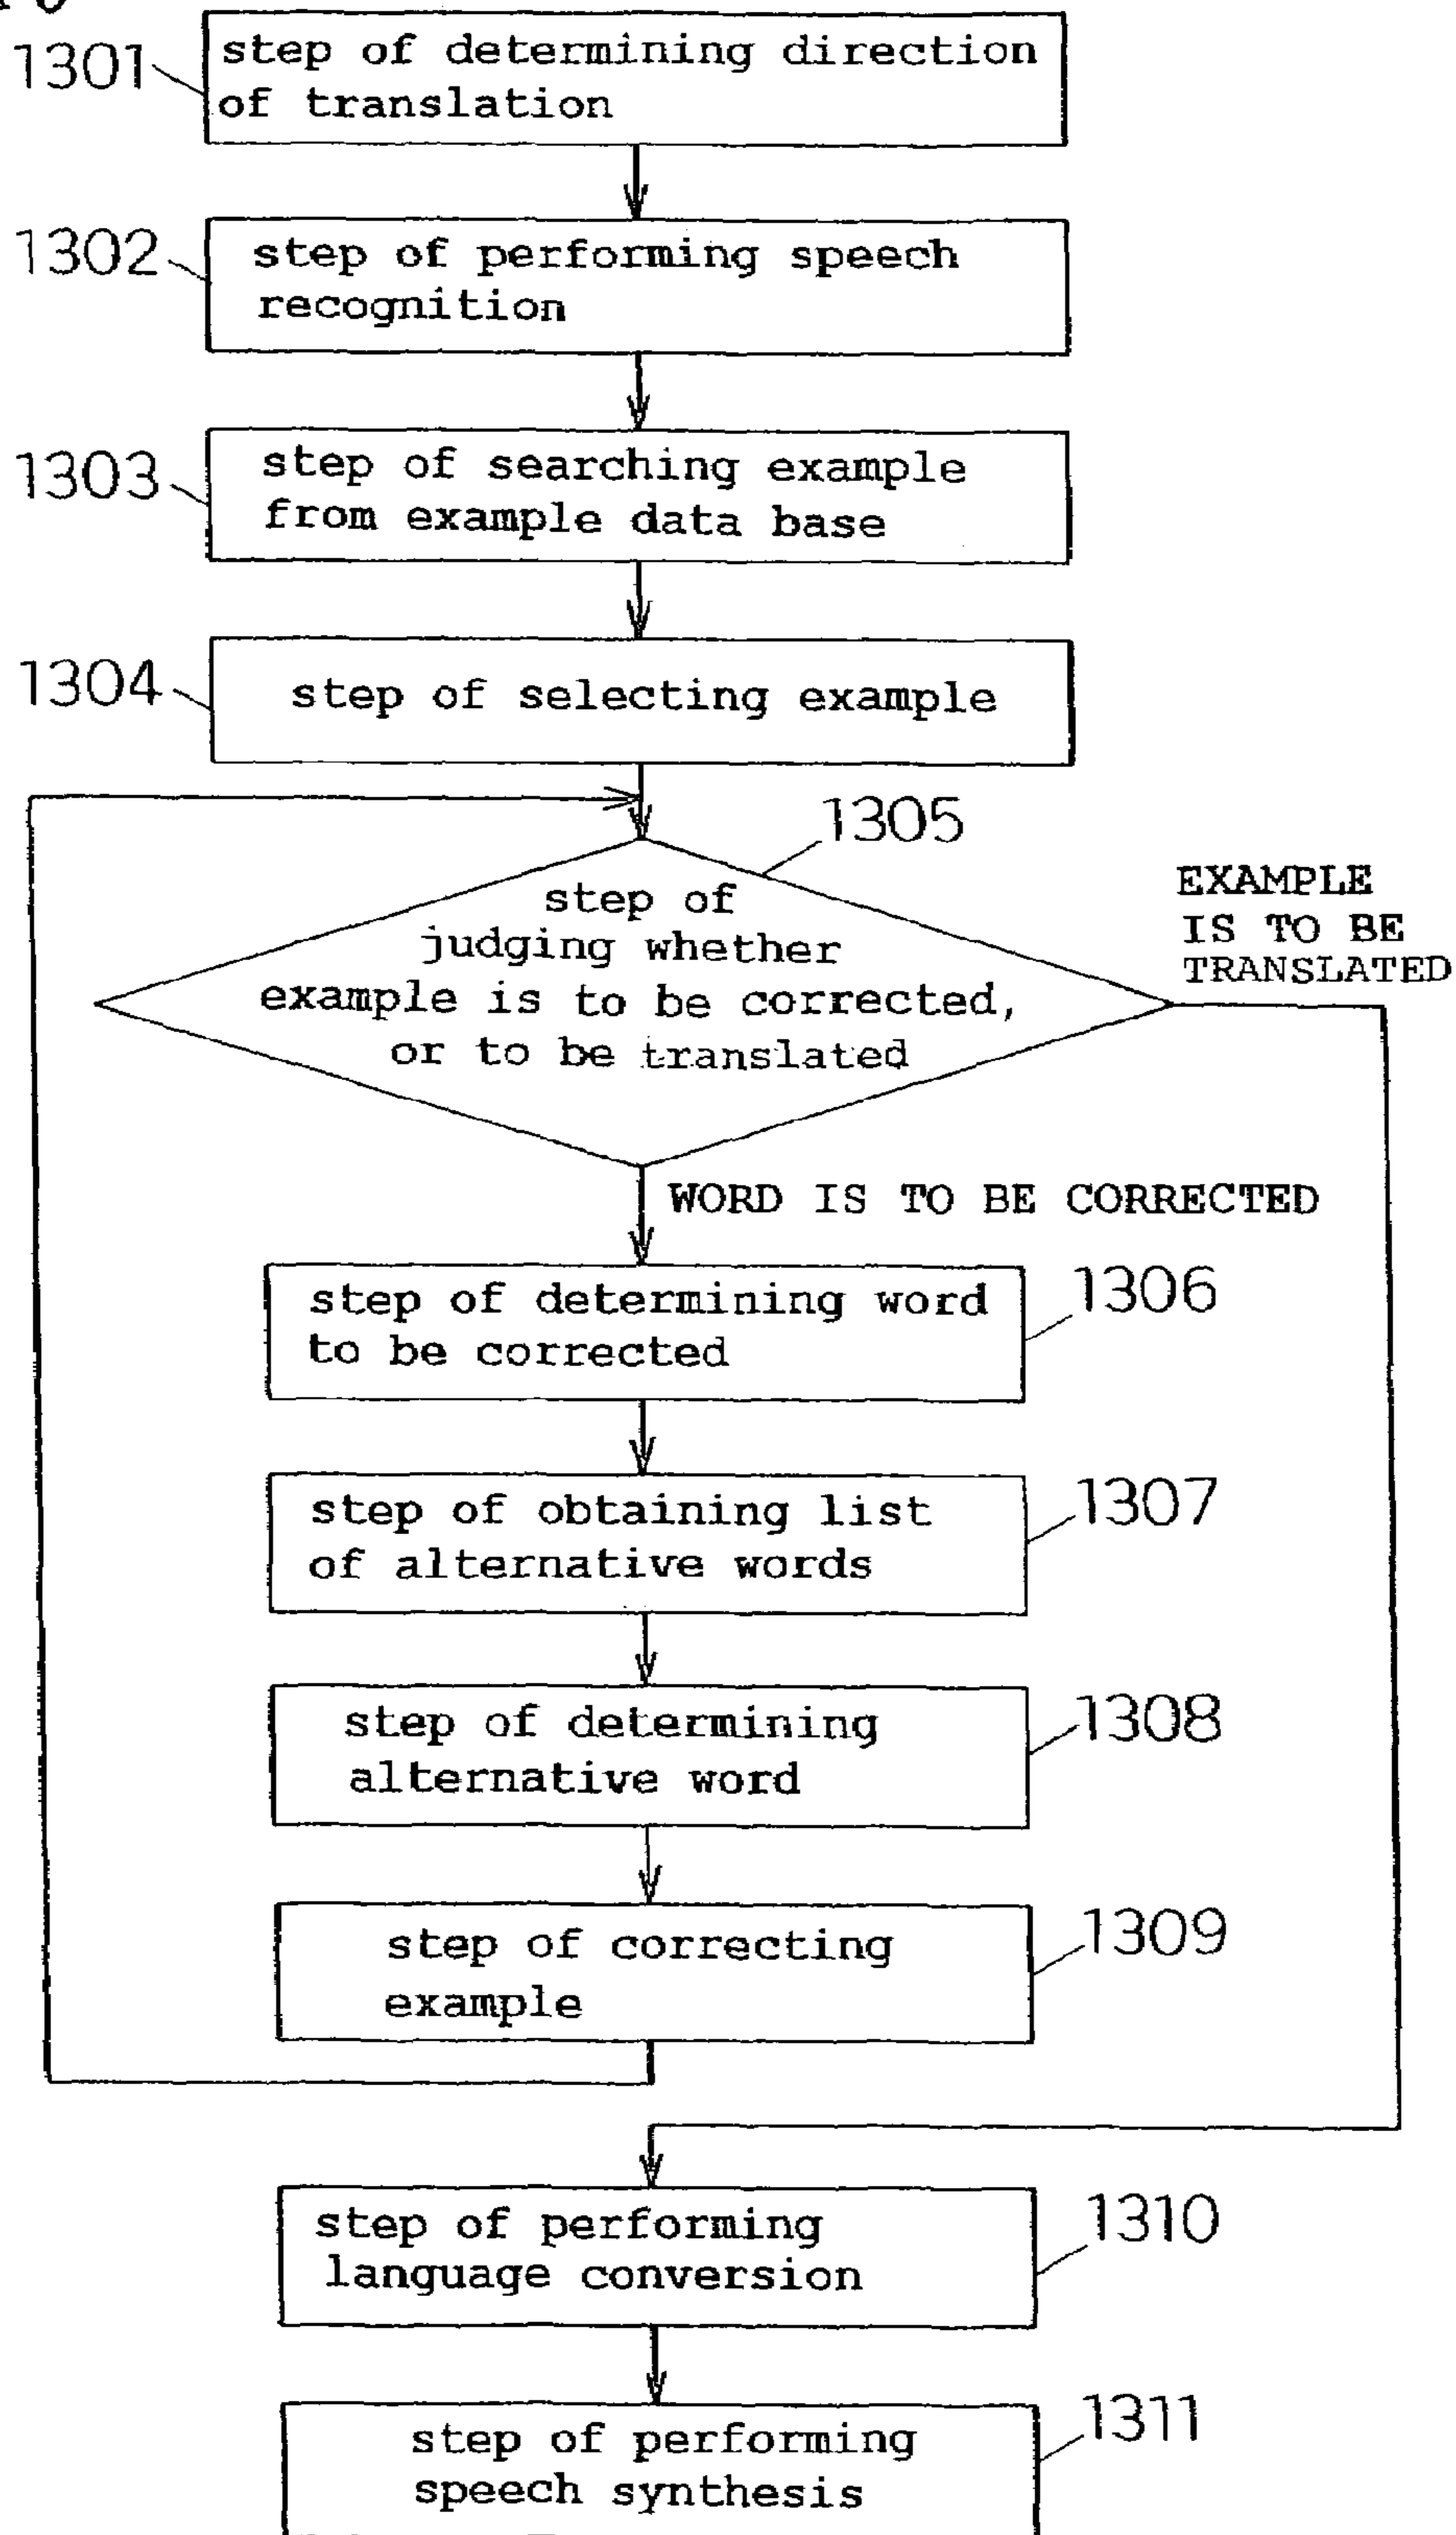 1301
step of determining direction
of translation
1302
step of performing speech
recognition
1303
step of searching example
from example data base
1304
step of selecting example
1305
step of
judging whether
example is to be corrected,
or to be translated
EXAMPLE
IS TO BE
TRANSLATED
WORD IS TO BE CORRECTED
1306
step of determining word
to be corrected
1307
step of obtaining list
of alternative words
1308
step of determining
alternative word
1309
step of correcting
example
1310
step of performing
language conversion
1311
step of performing
speech synthesis